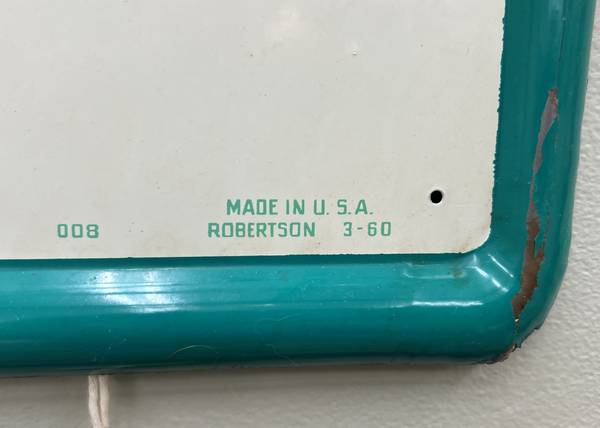 MADE IN U. S. A.
008 ROBERTSON 3-60